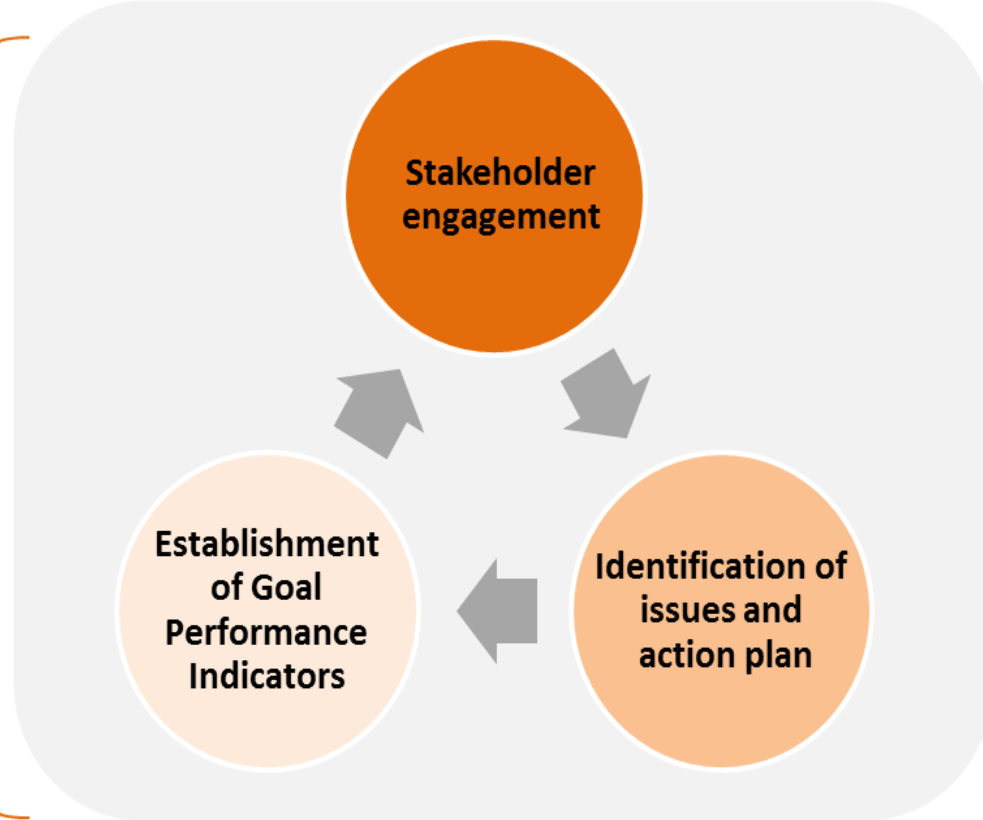 Stakeholder
engagement
Identification of
issues and
action plan
Establishment
of Goal
Performance
Indicators